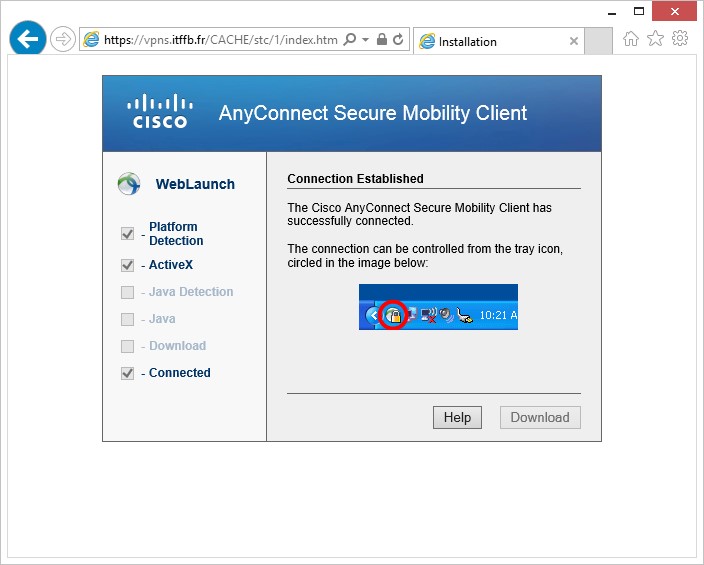 https://vpns.itffb.fr/CACHE/stc/1/index.htm
Installation
CISCO
AnyConnect Secure Mobility Client
WebLaunch
- Platform
Detection
- ActiveX
- Java Detection
- Java
- Download
- Connected
Connection Established
The Cisco AnyConnect Secure Mobility Client has
successfully connected.
The connection can be controlled from the tray icon,
circled in the image below:
10:21 A
Help
Download